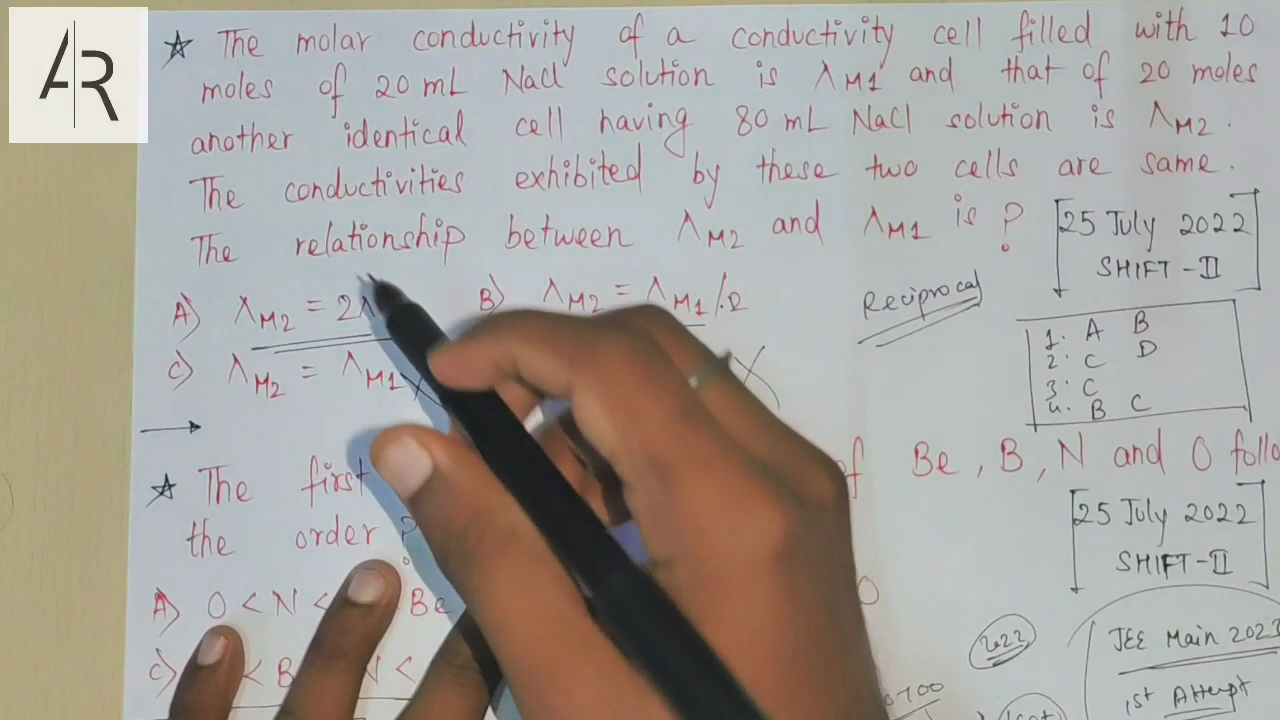 AR
☆ The molar conductivity of a conductivity cell filled with 10
moles of 20 mL NaCl solution is ΛM1 and that of 20 moles
another identical cell having 80 mL NaCl solution is ΛM2.
The conductivities exhibited by these two cells are same.
The relationship between ΛM2 and ΛM1 is ?
[25 July 2022
SHIFT-II]
A) ΛM2 = 2Λ
B) ΛM2 = ΛM1/2
Reciprocal
C) ΛM2 = ΛM1
1. A B
2. C D
3. C
4. B C
☆ The first
of Be, B, N and O follo
the order ?
[25 July 2022
SHIFT-II]
A) O < N <
Be
O
C)
< B
N <
2022
JEE Main 2023
1st Attempt